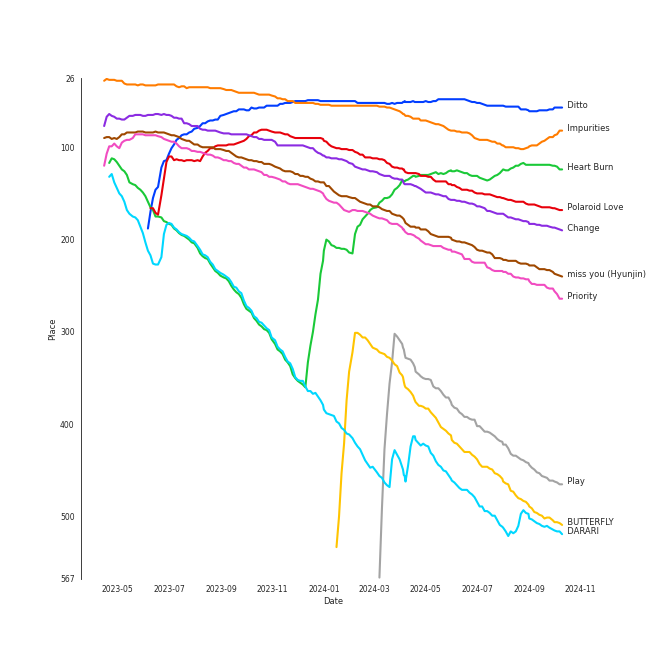 26
100
200
300
400
500
567
Place
2023-05 2023-07 2023-09 2023-11 2024-01 2024-03 2024-05 2024-07 2024-09 2024-11
Date
Ditto
Impurities
Heart Burn
Polaroid Love
Change
miss you (Hyunjin)
Priority
Play
BUTTERFLY
DARARI